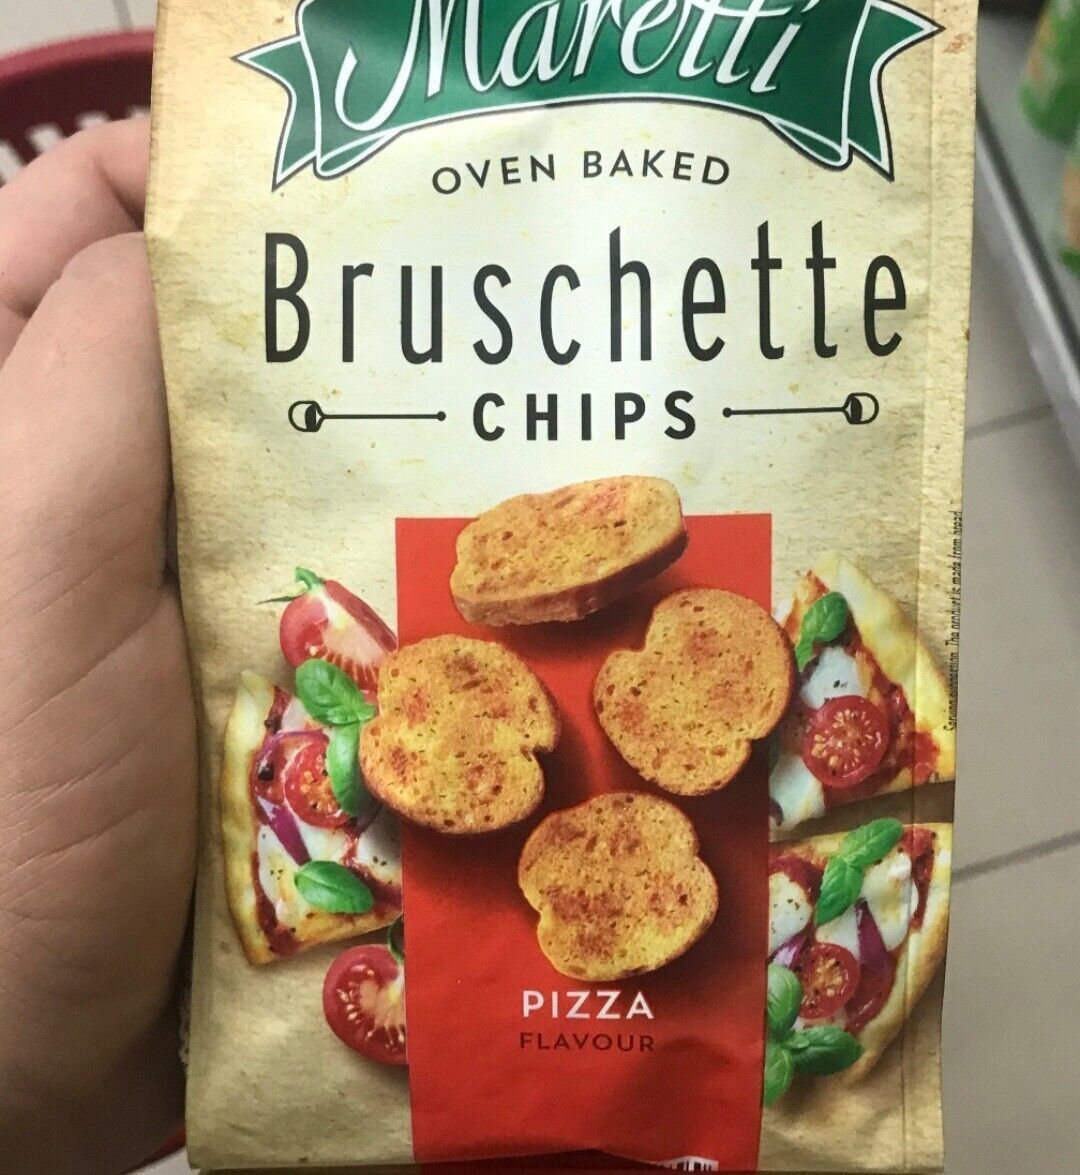 Maretti
OVEN BAKED
Bruschette
CHIPS
PIZZA
FLAVOUR
Serving suggestion. The product is made from bread.